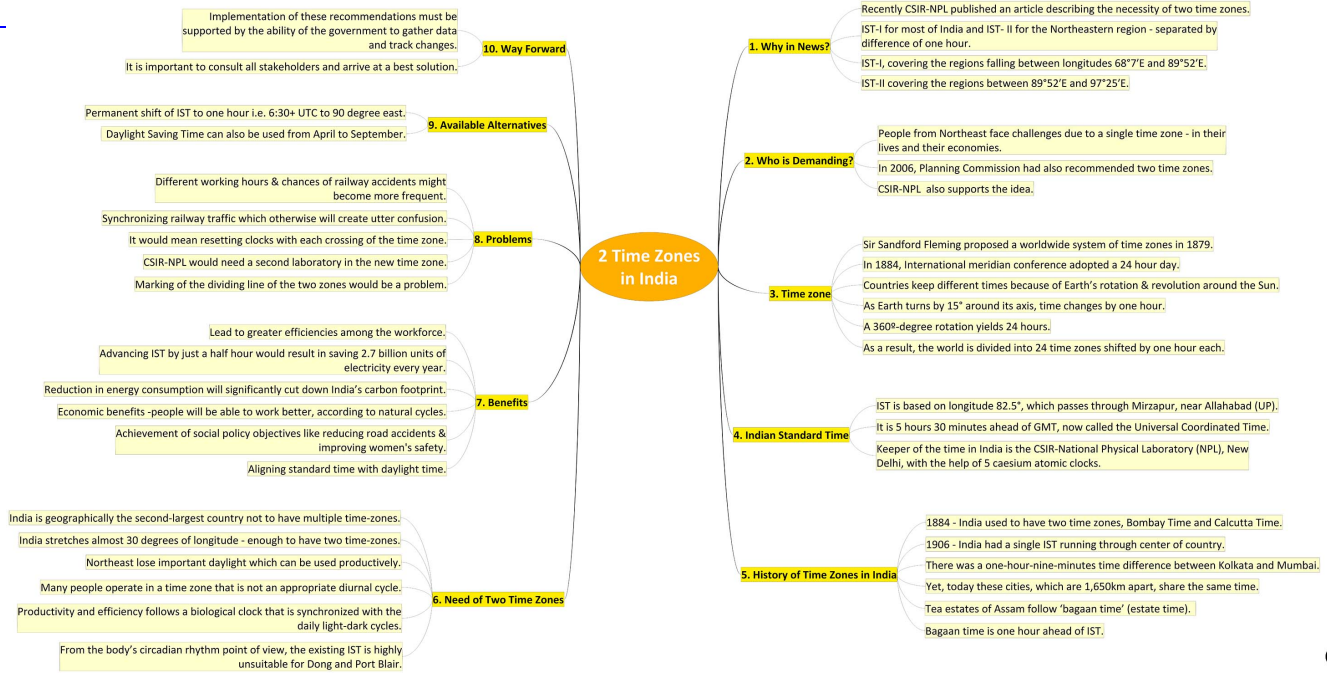 2 Time Zones
in India
1. Why in News?
Recently CSIR-NPL published an article describing the necessity of two time zones.
IST-I for most of India and IST- II for the Northeastern region - separated by
difference of one hour.
IST-I, covering the regions falling between longitudes 68°7'E and 89°52'E.
IST-II covering the regions between 89°52'E and 97°25'E.
2. Who is Demanding?
People from Northeast face challenges due to a single time zone - in their
lives and their economies.
In 2006, Planning Commission had also recommended two time zones.
CSIR-NPL also supports the idea.
3. Time zone
Sir Sandford Fleming proposed a worldwide system of time zones in 1879.
In 1884, International meridian conference adopted a 24 hour day.
Countries keep different times because of Earth's rotation & revolution around the Sun.
As Earth turns by 15° around its axis, time changes by one hour.
A 360º-degree rotation yields 24 hours.
As a result, the world is divided into 24 time zones shifted by one hour each.
4. Indian Standard Time
IST is based on longitude 82.5°, which passes through Mirzapur, near Allahabad (UP).
It is 5 hours 30 minutes ahead of GMT, now called the Universal Coordinated Time.
Keeper of the time in India is the CSIR-National Physical Laboratory (NPL), New
Delhi, with the help of 5 caesium atomic clocks.
5. History of Time Zones in India
1884 - India used to have two time zones, Bombay Time and Calcutta Time.
1906 - India had a single IST running through center of country.
There was a one-hour-nine-minutes time difference between Kolkata and Mumbai.
Yet, today these cities, which are 1,650km apart, share the same time.
Tea estates of Assam follow 'bagaan time' (estate time).
Bagaan time is one hour ahead of IST.
6. Need of Two Time Zones
India is geographically the second-largest country not to have multiple time-zones.
India stretches almost 30 degrees of longitude - enough to have two time-zones.
Northeast lose important daylight which can be used productively.
Many people operate in a time zone that is not an appropriate diurnal cycle.
Productivity and efficiency follows a biological clock that is synchronized with the
daily light-dark cycles.
From the body's circadian rhythm point of view, the existing IST is highly
unsuitable for Dong and Port Blair.
7. Benefits
Lead to greater efficiencies among the workforce.
Advancing IST by just a half hour would result in saving 2.7 billion units of
electricity every year.
Reduction in energy consumption will significantly cut down India's carbon footprint.
Economic benefits -people will be able to work better, according to natural cycles.
Achievement of social policy objectives like reducing road accidents &
improving women's safety.
Aligning standard time with daylight time.
8. Problems
Different working hours & chances of railway accidents might
become more frequent.
Synchronizing railway traffic which otherwise will create utter confusion.
It would mean resetting clocks with each crossing of the time zone.
CSIR-NPL would need a second laboratory in the new time zone.
Marking of the dividing line of the two zones would be a problem.
9. Available Alternatives
Permanent shift of IST to one hour i.e. 6:30+ UTC to 90 degree east.
Daylight Saving Time can also be used from April to September.
10. Way Forward
Implementation of these recommendations must be
supported by the ability of the government to gather data
and track changes.
It is important to consult all stakeholders and arrive at a best solution.